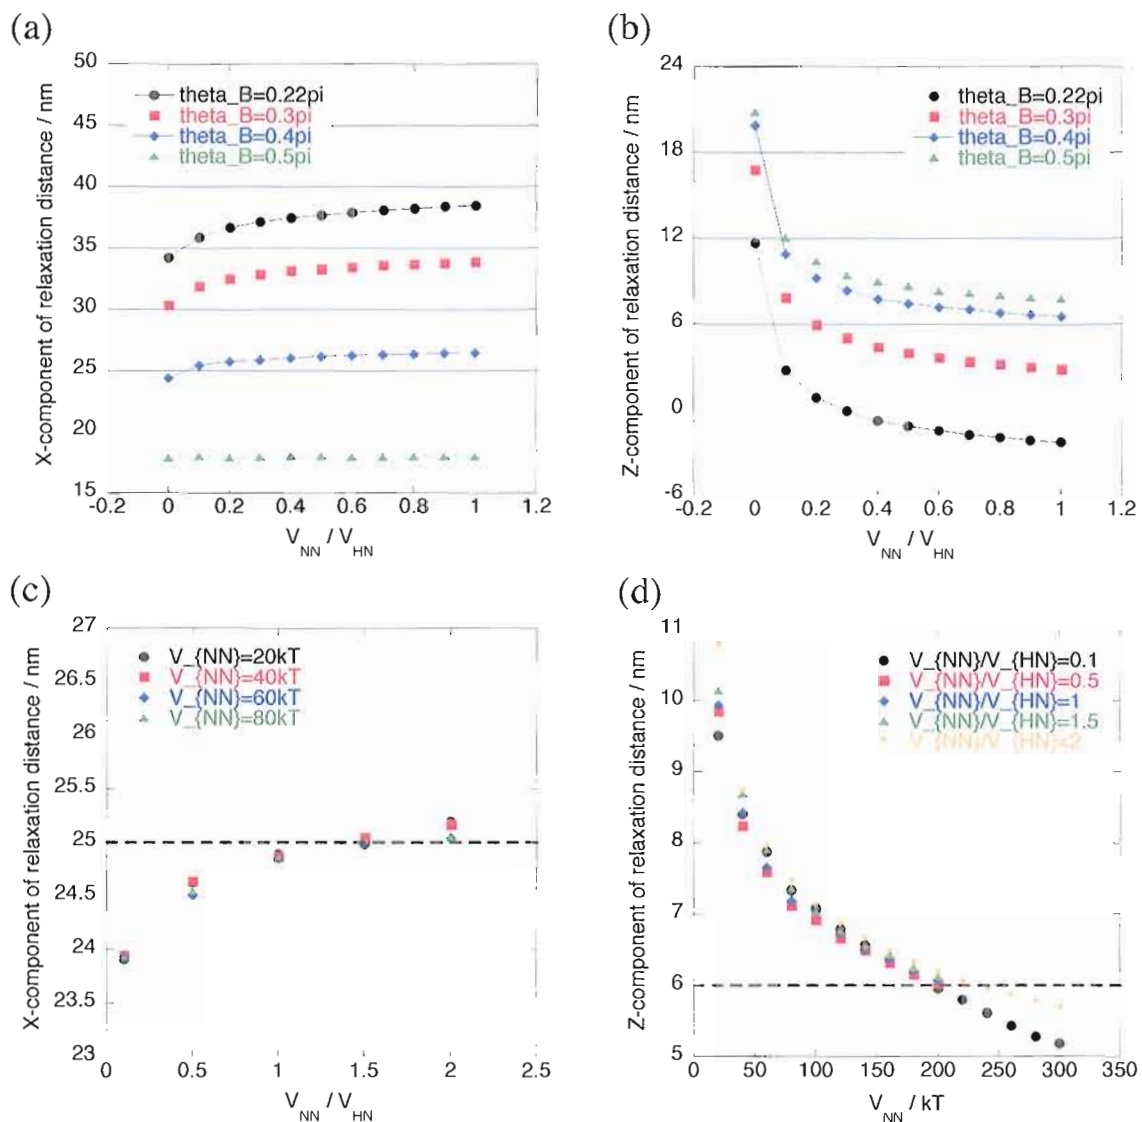 (a)
X-component of relaxation distance / nm
50
45
40
35
30
25
20
15
theta_B=0.22pi
theta_B=0.3pi
theta_B=0.4pi
theta_B=0.5pi
-0.2 0 0.2 0.4 0.6 0.8 1 1.2
V_NN / V_HN
(b)
Z-component of relaxation distance / nm
24
18
12
6
0
-6
theta_B=0.22pi
theta_B=0.3pi
theta_B=0.4pi
theta_B=0.5pi
-0.2 0 0.2 0.4 0.6 0.8 1 1.2
V_NN / V_HN
(c)
X-component of relaxation distance / nm
27
26.5
26
25.5
25
24.5
24
23.5
23
V_{NN}=20kT
V_{NN}=40kT
V_{NN}=60kT
V_{NN}=80kT
0 0.5 1 1.5 2 2.5
V_NN / V_HN
(d)
Z-component of relaxation distance / nm
11
10
9
8
7
6
5
V_{NN}/V_{HN}=0.1
V_{NN}/V_{HN}=0.5
V_{NN}/V_{HN}=1
V_{NN}/V_{HN}=1.5
V_{NN}/V_{HN}=2
0 50 100 150 200 250 300 350
V_NN / kT